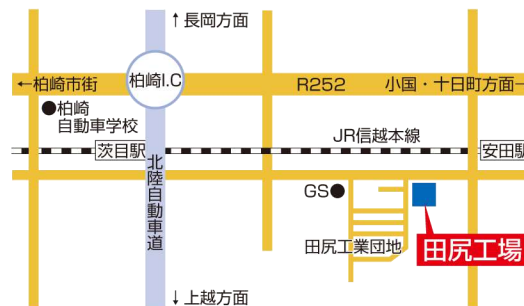 ↑長岡方面
←柏崎市街
柏崎I.C
R252
小国・十日町方面→
●柏崎
自動車学校
JR信越本線
茨目駅
安田駅
北陸自動車道
GS●
田尻工業団地
田尻工場
↓上越方面